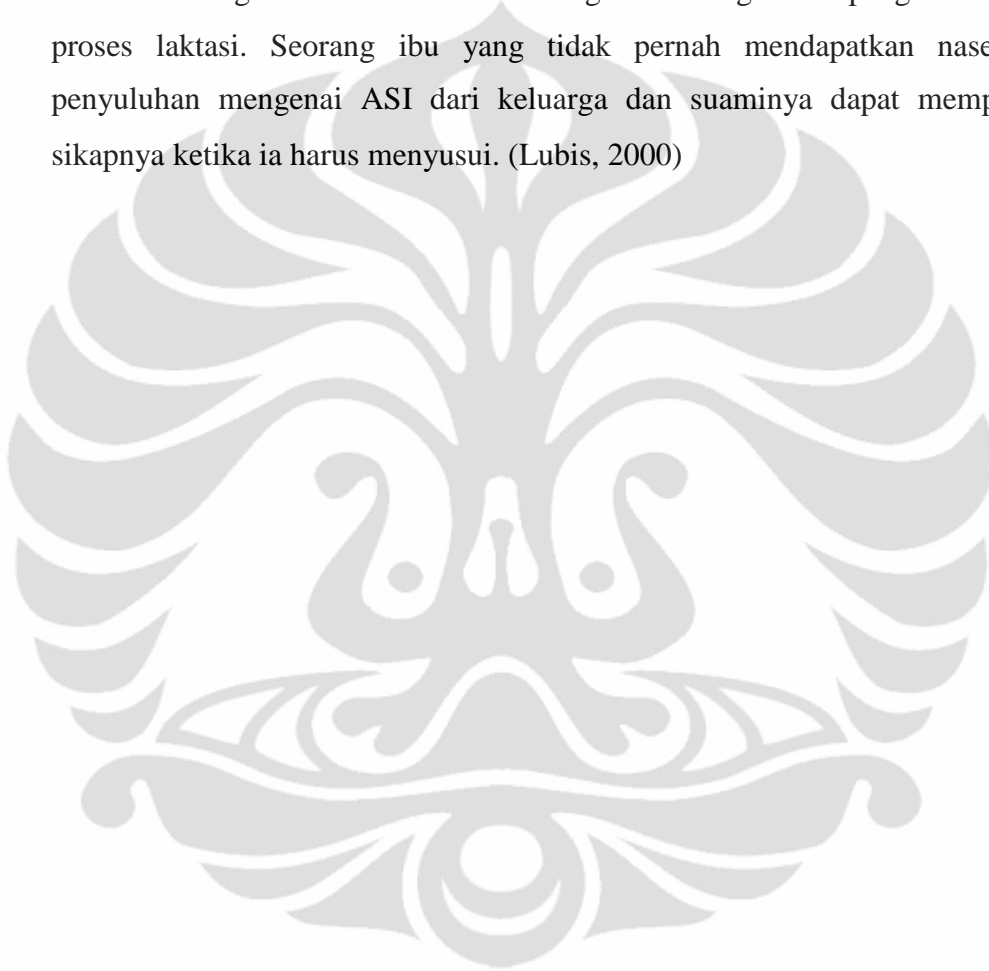 proses laktasi. Seorang ibu yang tidak pernah mendapatkan nase
penyuluhan mengenai ASI dari keluarga dan suaminya dapat memp
sikapnya ketika ia harus menyusui. (Lubis, 2000)